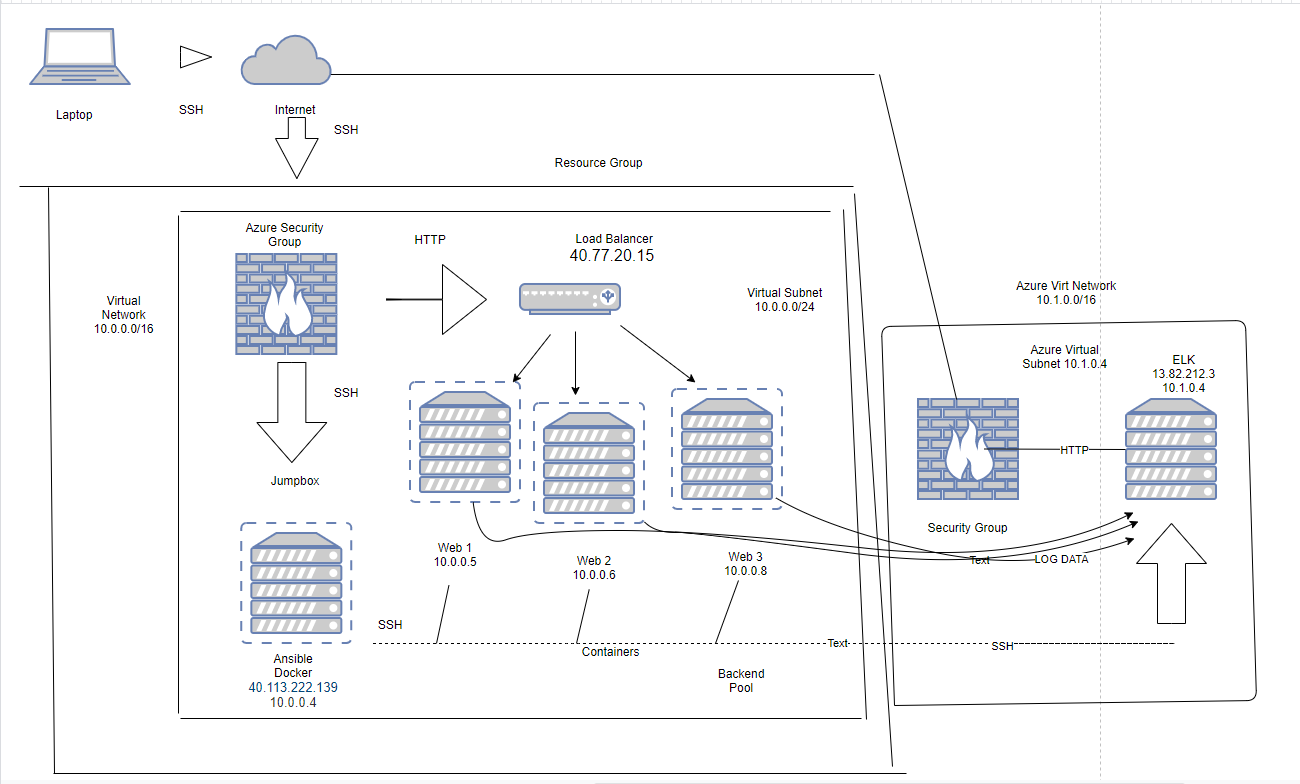 Laptop
SSH
Internet
SSH
Resource Group
Azure Security
Group
HTTP
Load Balancer
40.77.20.15
Virtual Subnet
10.0.0.0/24
Virtual
Network
10.0.0.0/16
Azure Virt Network
10.1.0.0/16
Azure Virtual
Subnet 10.1.0.4
ELK
13.82.212.3
10.1.0.4
SSH
HTTP
Jumpbox
Security Group
Web 1
10.0.0.5
Web 2
10.0.0.6
Web 3
10.0.0.8
Text
LOG DATA
SSH
Containers
Text
SSH
Ansible
Docker
40.113.222.139
10.0.0.4
Backend
Pool